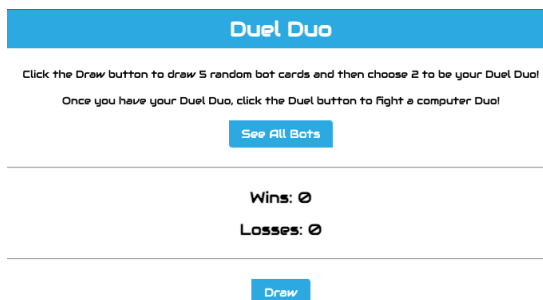 Duel Duo
Click the Draw button to draw 5 random bot cards and then choose 2 to be your Duel Duo!
Once you have your Duel Duo, click the Duel button to fight a computer Duo!
See All Bots
Wins: 0
Losses: 0
Draw